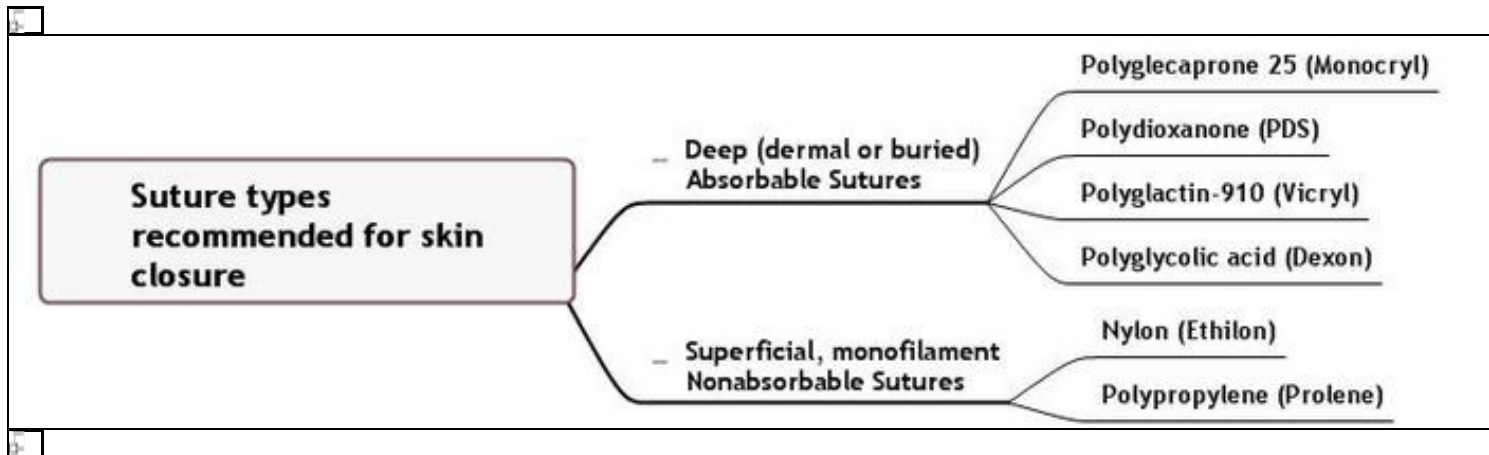 Suture types
recommended for skin
closure
Deep (dermal or buried)
Absorbable Sutures
Polyglecaprone 25 (Monocryl)
Polydioxanone (PDS)
Polyglactin-910 (Vicryl)
Polyglycolic acid (Dexon)
Superficial, monofilament
Nonabsorbable Sutures
Nylon (Ethilon)
Polypropylene (Prolene)